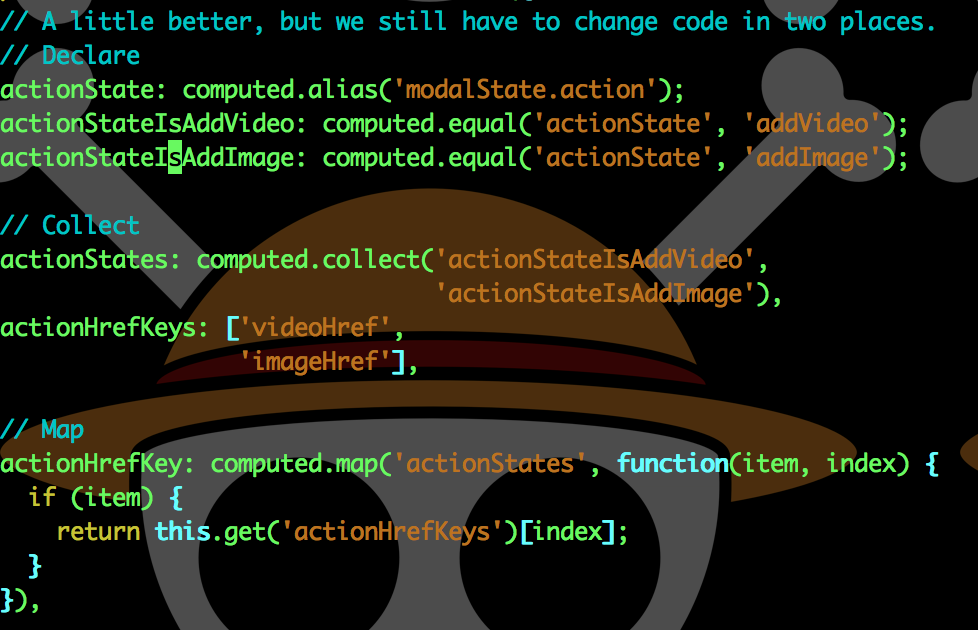 // A little better, but we still have to change code in two places.
// Declare
actionState: computed.alias('modalState.action');
actionStateIsAddVideo: computed.equal('actionState', 'addVideo');
actionStateIsAddImage: computed.equal('actionState', 'addImage');

// Collect
actionStates: computed.collect('actionStateIsAddVideo',
                               'actionStateIsAddImage'),
actionHrefKeys: ['videoHref',
                 'imageHref'],

// Map
actionHrefKey: computed.map('actionStates', function(item, index) {
  if (item) {
    return this.get('actionHrefKeys')[index];
  }
}),